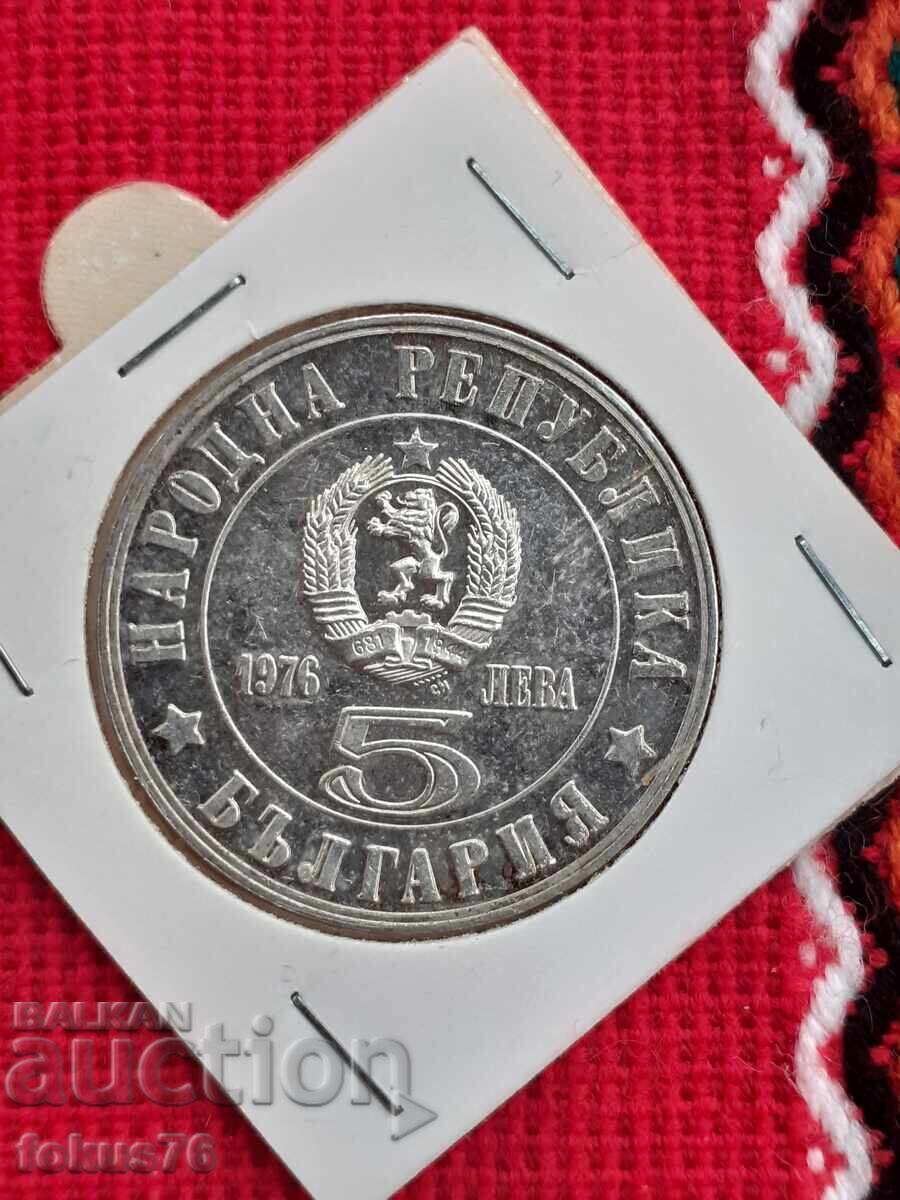 НАРОДНА РЕПУБЛИКА
681 1944
1976 ЛЕВА
5
БЪЛГАРИЯ
BALKAN
auction
fokus76